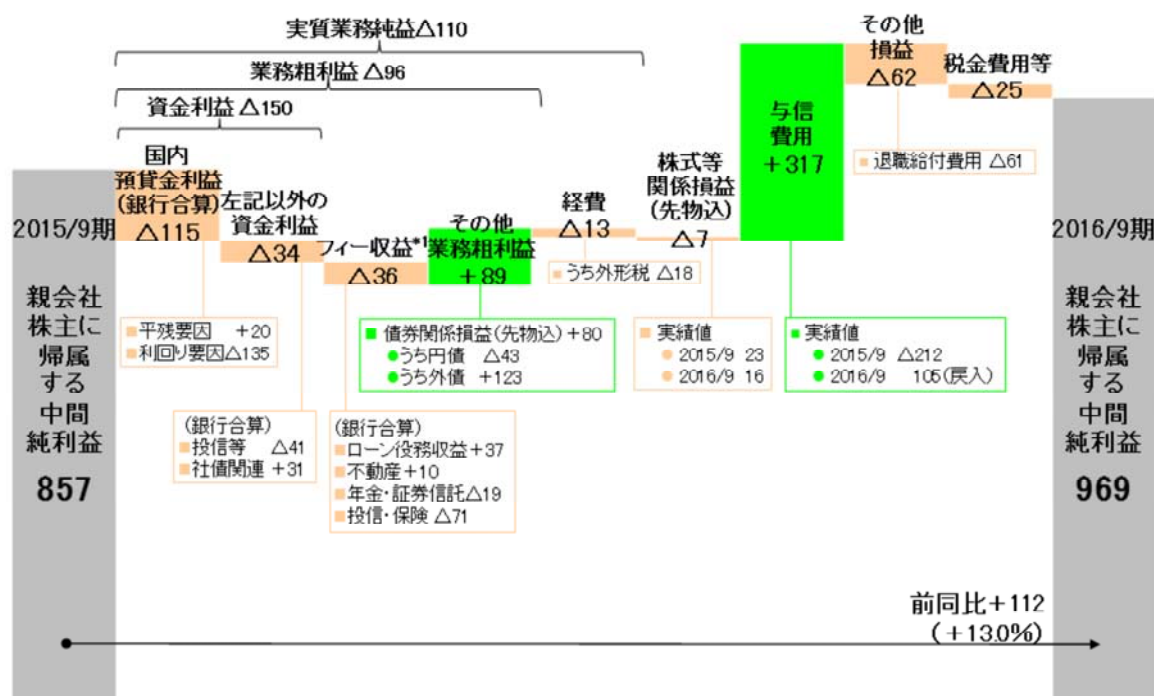 実質業務純益△110
業務粗利益 △96
資金利益 △150
2015/9期
親会社
株主に
帰属
する
中間
純利益
857
国内
預貸金利益
(銀行合算)
△115
■平残要因 +20
■利回り要因△135
左記以外の
資金利益
△34
(銀行合算)
■投信等 △41
■社債関連 +31
フィー収益*1
△36
(銀行合算)
■ローン役務収益+37
■不動産+10
■年金・証券信託△19
■投信・保険 △71
その他
業務粗利益
+89
■ 債券関係損益(先物込)+80
●うち円債 △43
●うち外債 +123
経費
△13
■うち外形税 △18
株式等
関係損益
(先物込)
△7
■ 実績値
● 2015/9 23
● 2016/9 16
与信
費用
+317
■ 実績値
● 2015/9 △212
● 2016/9 105(戻入)
その他
損益
△62
■ 退職給付費用 △61
税金費用等
△25
2016/9期
親会社
株主に
帰属
する
中間
純利益
969
前同比+112
(+13.0%)